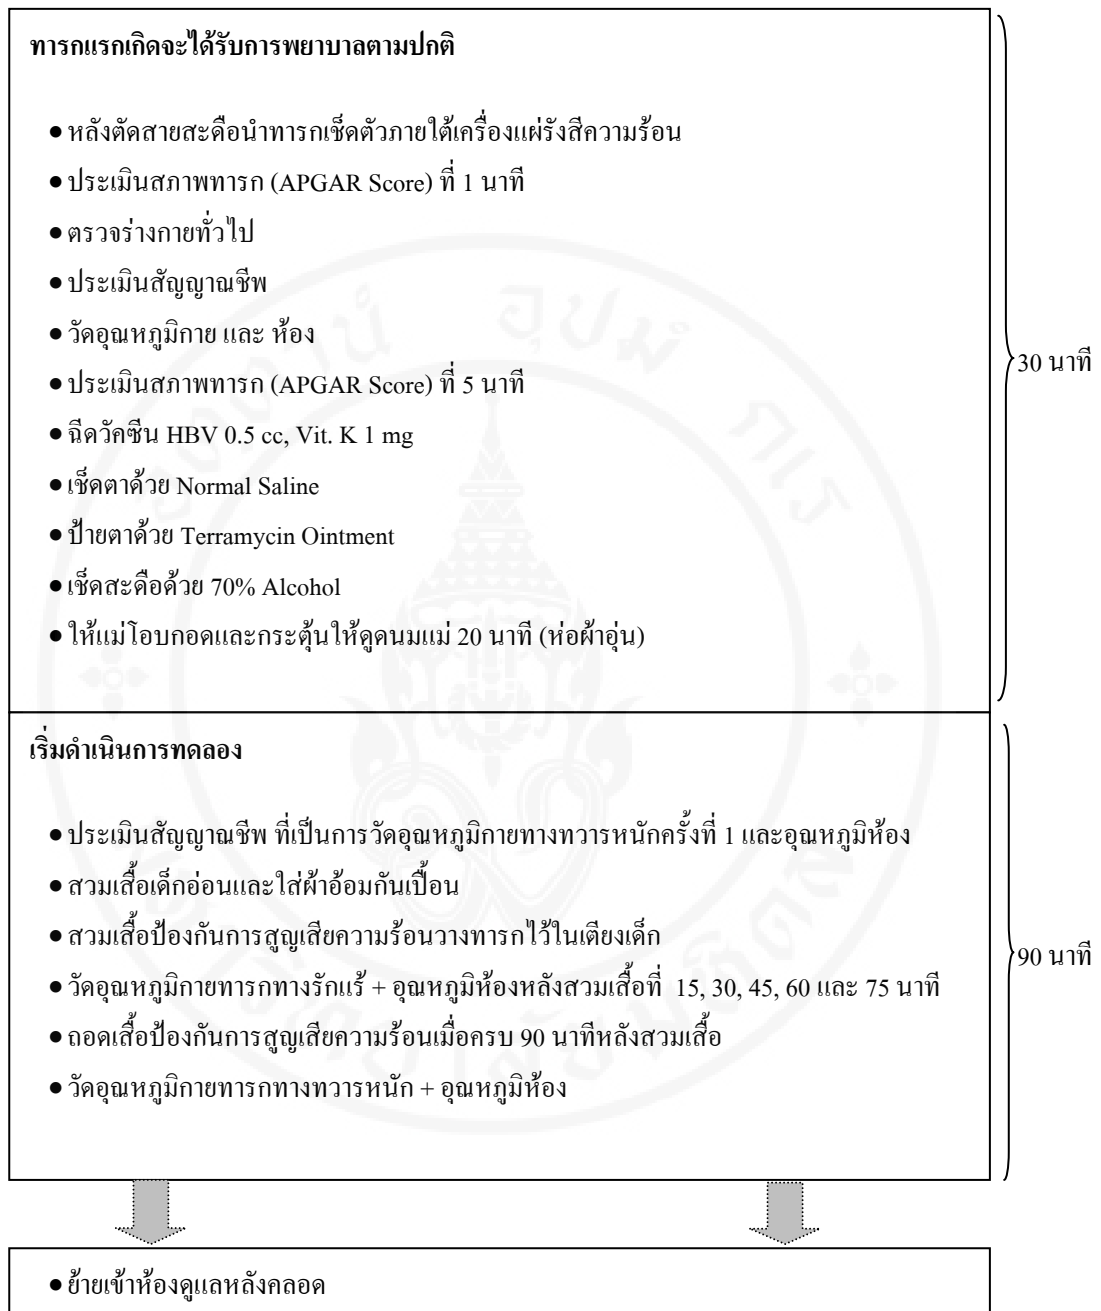 ทารกแรกเกิดจะได้รับการพยาบาลตามปกติ
● หลังตัดสายสะดือนำทารกเช็ดตัวภายใต้เครื่องแผ่รังสีความร้อน
● ประเมินสภาพทารก (APGAR Score) ที่ 1 นาที
● ตรวจร่างกายทั่วไป
● ประเมินสัญญาณชีพ
● วัดอุณหภูมิกาย และ ห้อง
● ประเมินสภาพทารก (APGAR Score) ที่ 5 นาที
● ฉีดวัคซีน HBV 0.5 cc, Vit. K 1 mg
● เช็ดตาด้วย Normal Saline
● ป้ายตาด้วย Terramycin Ointment
● เช็ดสะดือด้วย 70% Alcohol
● ให้แม่โอบกอดและกระตุ้นให้ดูดนมแม่ 20 นาที (ห่อผ้าอุ่น)
30 นาที
เริ่มดำเนินการทดลอง
● ประเมินสัญญาณชีพ ที่เป็นการวัดอุณหภูมิกายทางทวารหนักครั้งที่ 1 และอุณหภูมิห้อง
● สวมเสื้อเด็กอ่อนและใส่ผ้าอ้อมกันเปื้อน
● สวมเสื้อป้องกันการสูญเสียความร้อนวางทารกไว้ในเตียงเด็ก
● วัดอุณหภูมิกายทารกทางรักแร้ + อุณหภูมิห้องหลังสวมเสื้อที่ 15, 30, 45, 60 และ 75 นาที
● ถอดเสื้อป้องกันการสูญเสียความร้อนเมื่อครบ 90 นาทีหลังสวมเสื้อ
● วัดอุณหภูมิกายทารกทางทวารหนัก + อุณหภูมิห้อง
90 นาที
● ย้ายเข้าห้องดูแลหลังคลอด